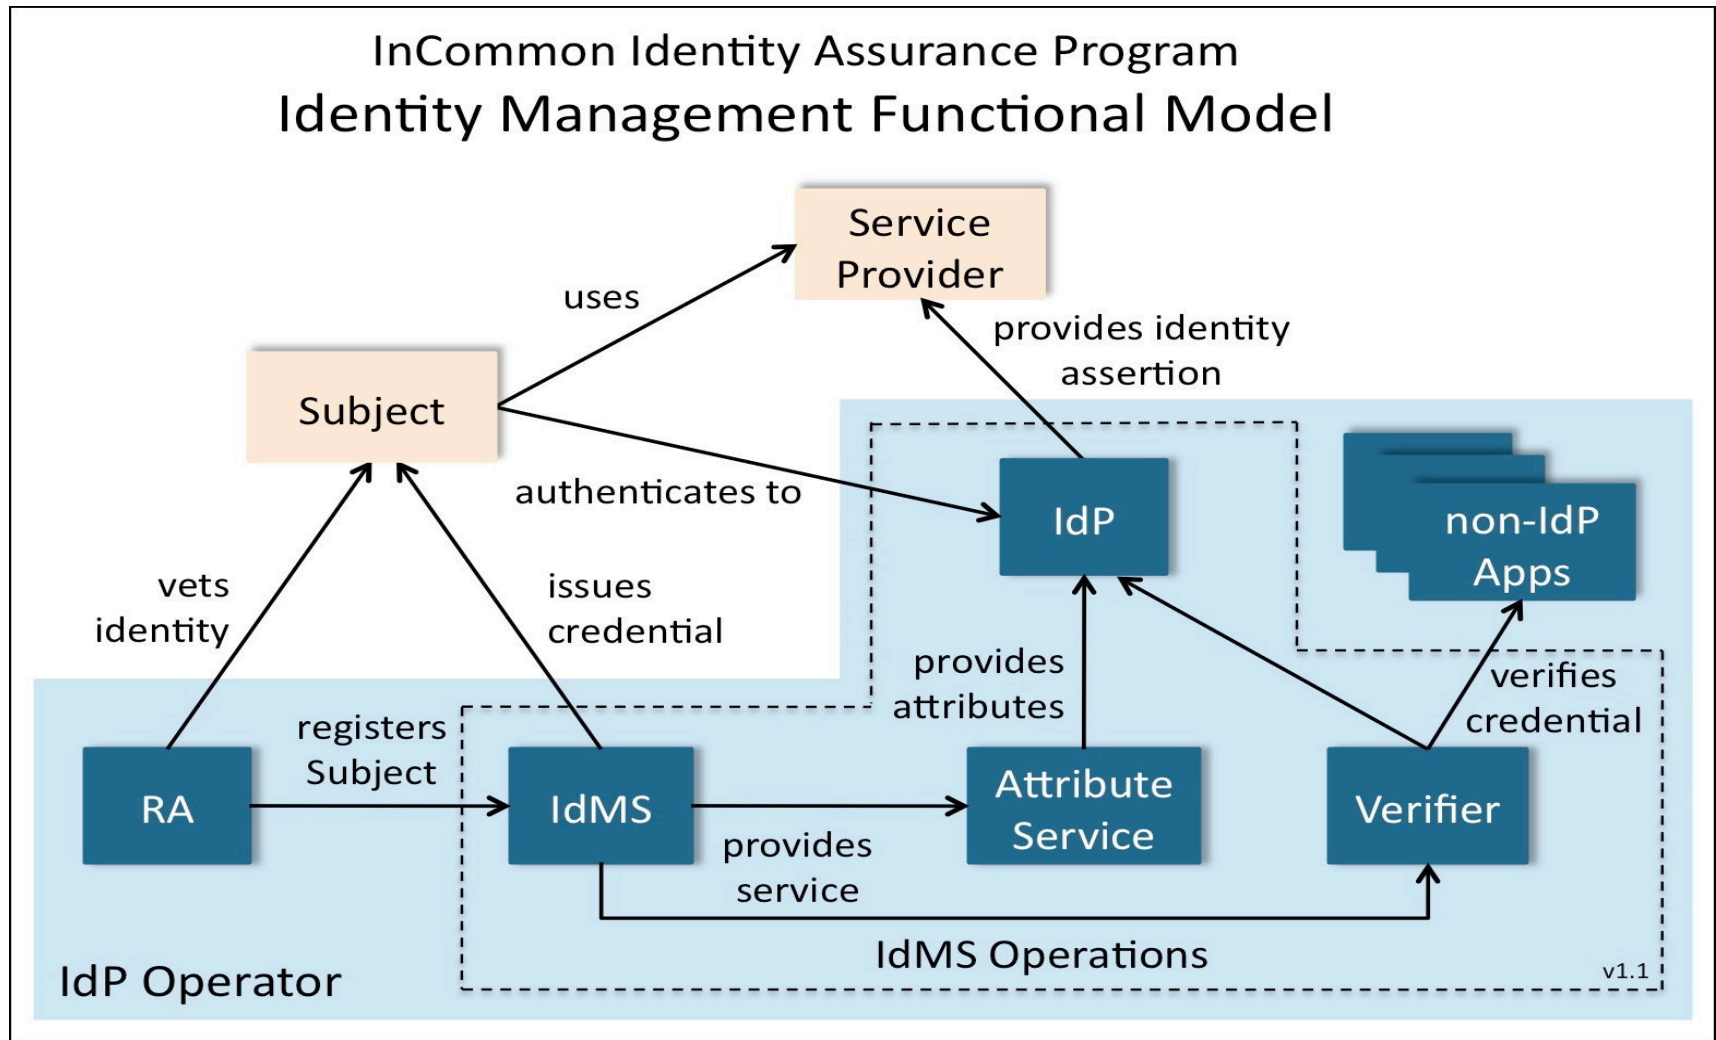 InCommon Identity Assurance Program
Identity Management Functional Model
Service
Provider
uses
provides identity
assertion
Subject
authenticates to
IdP
non-IdP
Apps
vets
identity
issues
credential
provides
attributes
verifies
credential
registers
Subject
RA
IdMS
Attribute
Service
Verifier
provides
service
IdMS Operations
IdP Operator
v1.1